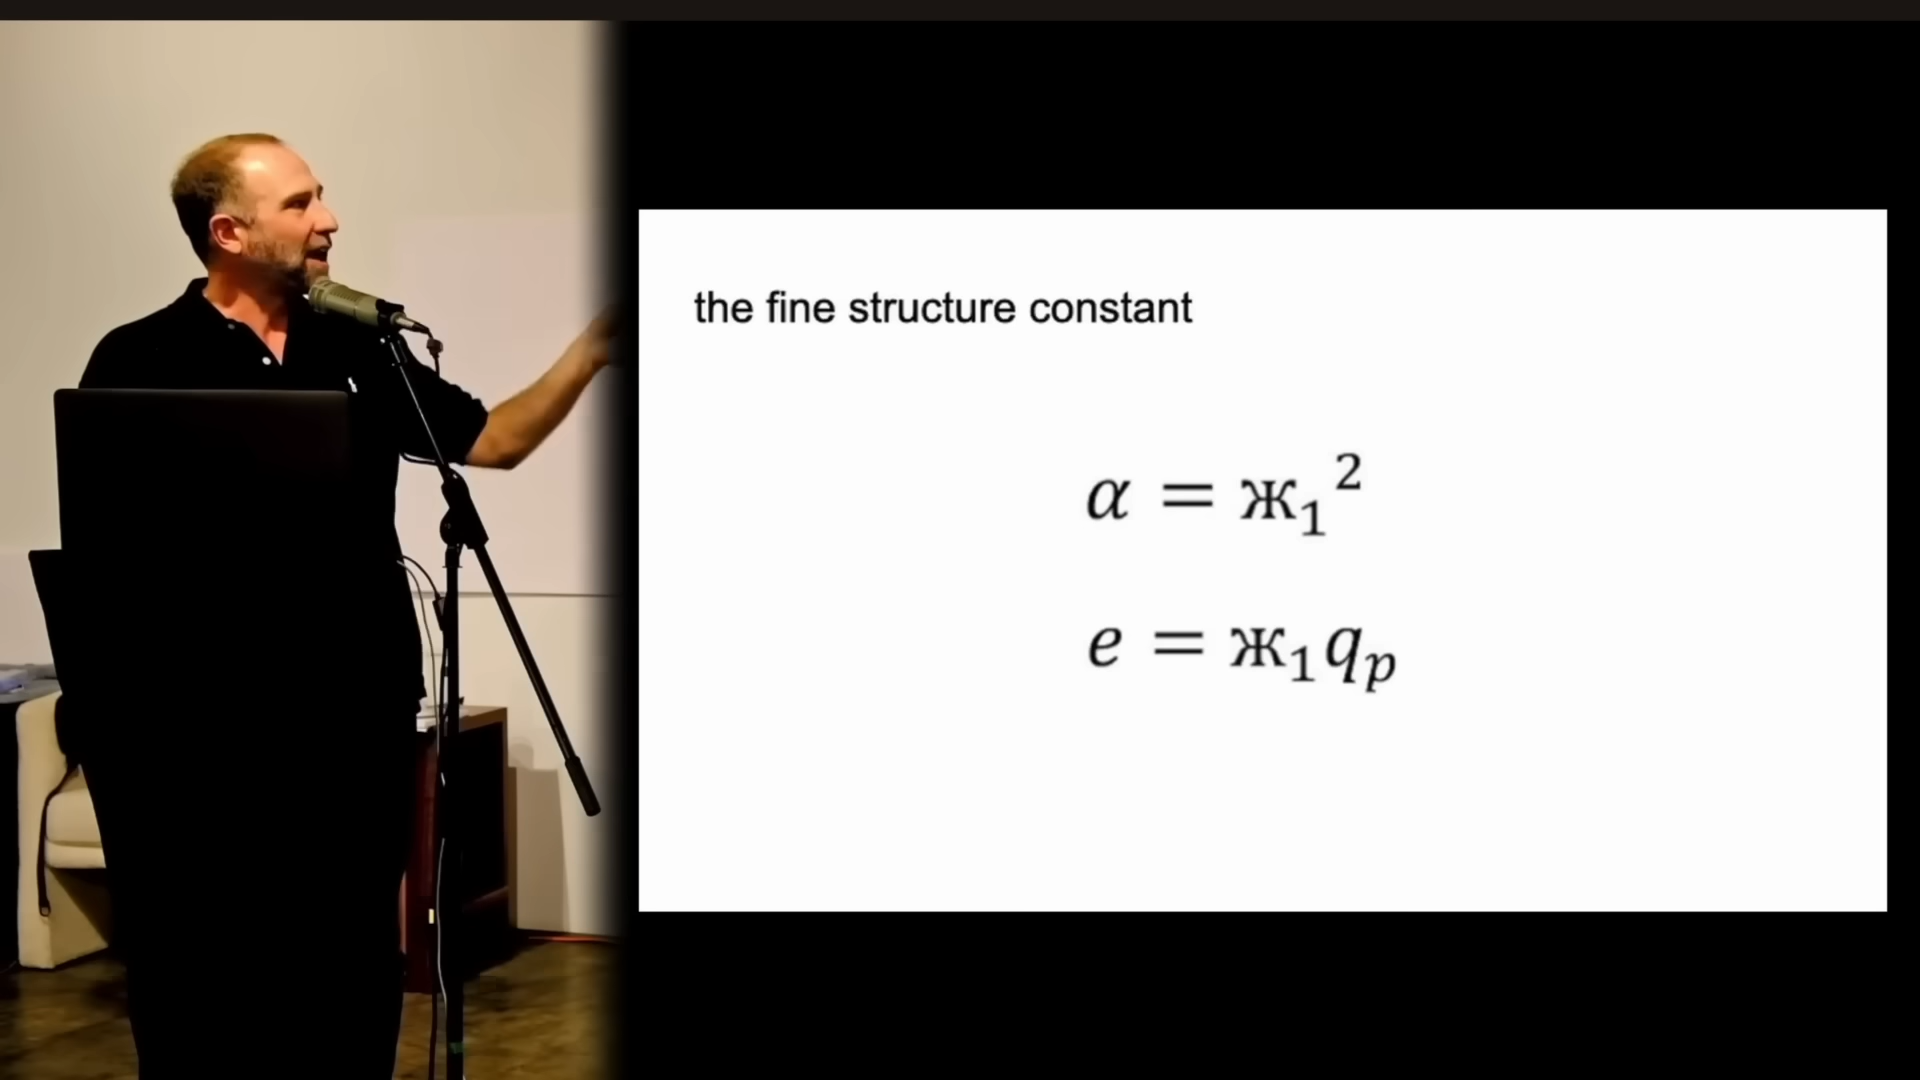 the fine structure constant
α = ж₁²
e = ж₁qₚ